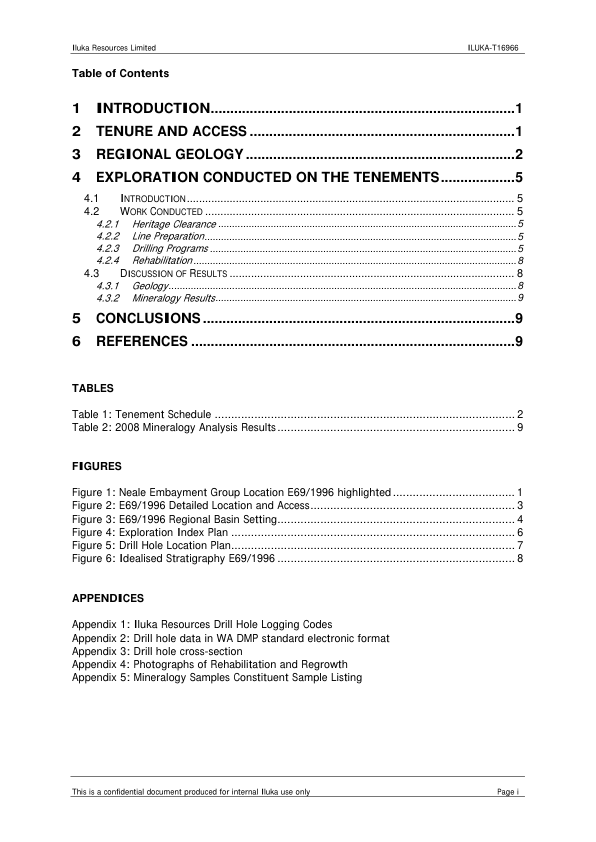 Iluka Resources Limited ILUKA-T16966
Table of Contents
1 INTRODUCTION.....1
2 TENURE AND ACCESS.....1
3 REGIONAL GEOLOGY.....2
4 EXPLORATION CONDUCTED ON THE TENEMENTS.....5
4.1 INTRODUCTION..... 5
4.2 WORK CONDUCTED..... 5
4.2.1 Heritage Clearance.....5
4.2.2 Line Preparation.....5
4.2.3 Drilling Programs.....5
4.2.4 Rehabilitation.....8
4.3 DISCUSSION OF RESULTS..... 8
4.3.1 Geology.....8
4.3.2 Mineralogy Results.....9
5 CONCLUSIONS.....9
6 REFERENCES.....9
TABLES
Table 1: Tenement Schedule..... 2
Table 2: 2008 Mineralogy Analysis Results..... 9
FIGURES
Figure 1: Neale Embayment Group Location E69/1996 highlighted..... 1
Figure 2: E69/1996 Detailed Location and Access..... 3
Figure 3: E69/1996 Regional Basin Setting..... 4
Figure 4: Exploration Index Plan..... 6
Figure 5: Drill Hole Location Plan..... 7
Figure 6: Idealised Stratigraphy E69/1996..... 8
APPENDICES
Appendix 1: Iluka Resources Drill Hole Logging Codes
Appendix 2: Drill hole data in WA DMP standard electronic format
Appendix 3: Drill hole cross-section
Appendix 4: Photographs of Rehabilitation and Regrowth
Appendix 5: Mineralogy Samples Constituent Sample Listing
This is a confidential document produced for internal Iluka use only Page i